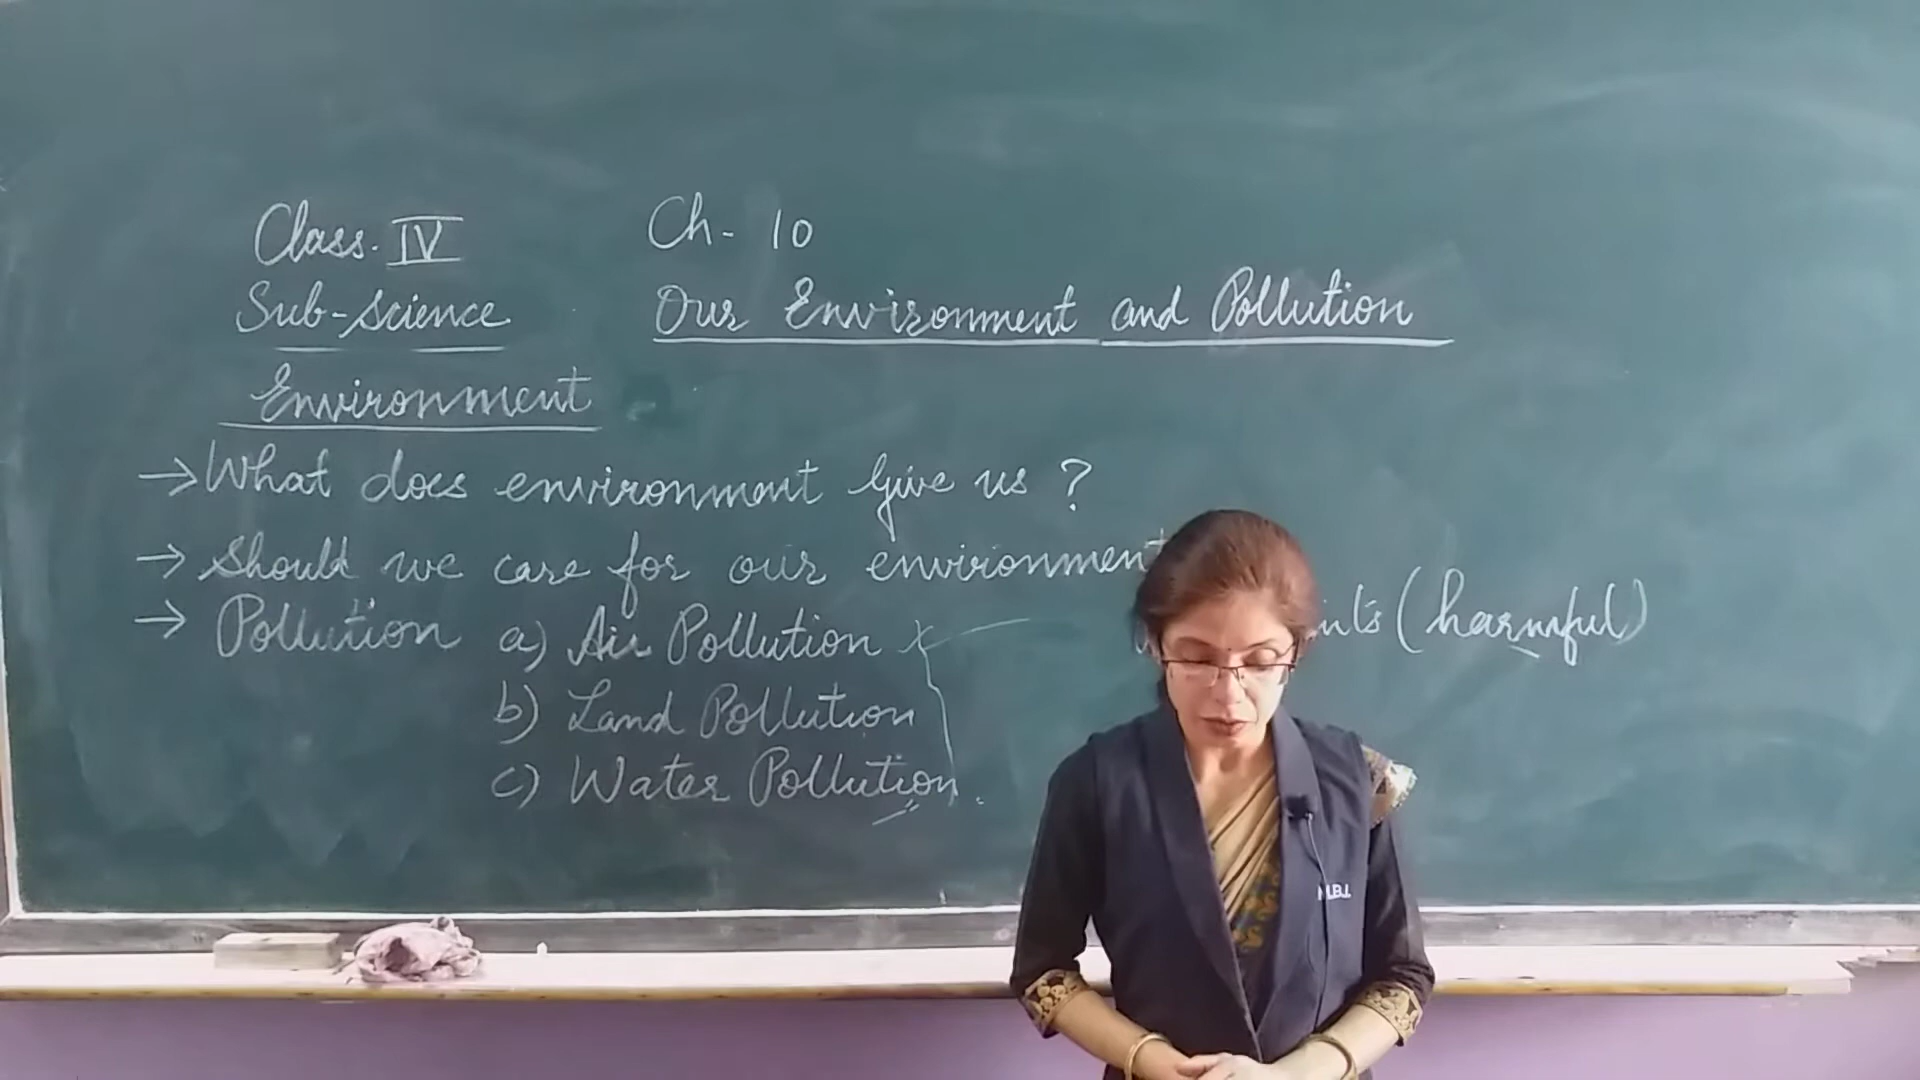 Class. IV
Ch- 10
Sub-science
Our Environment and Pollution
Environment
→ What does environment give us ?
→ Should we care for our environment
→ Pollution a) Air Pollution
(harmful)
b) Land Pollution
c) Water Pollution.